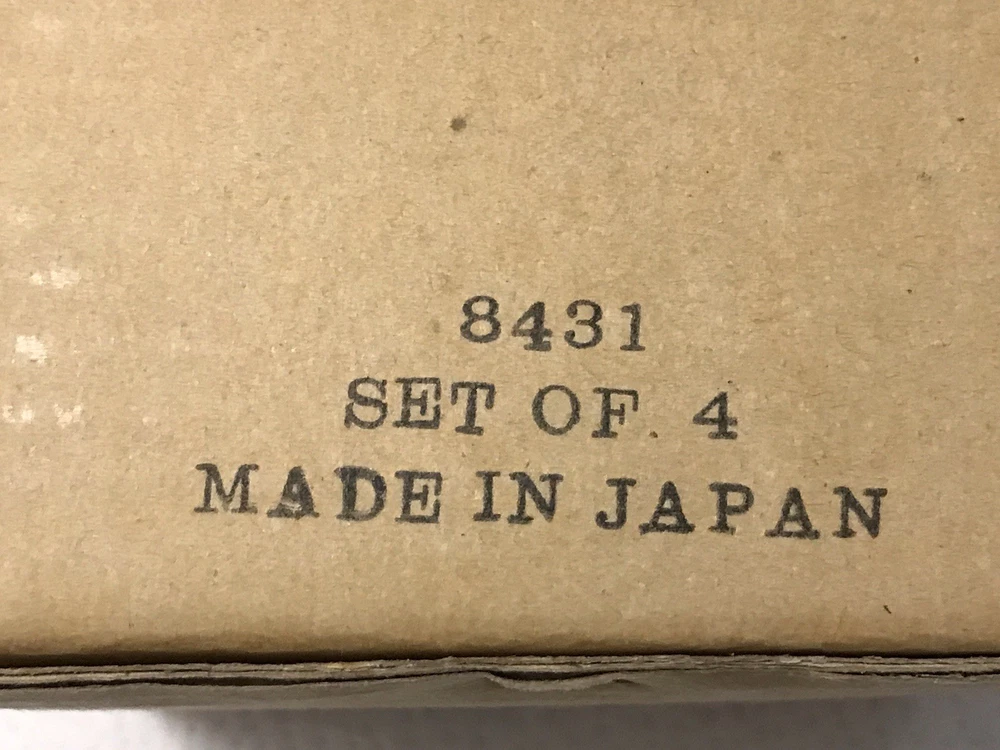 8431
SET OF 4
MADE IN JAPAN